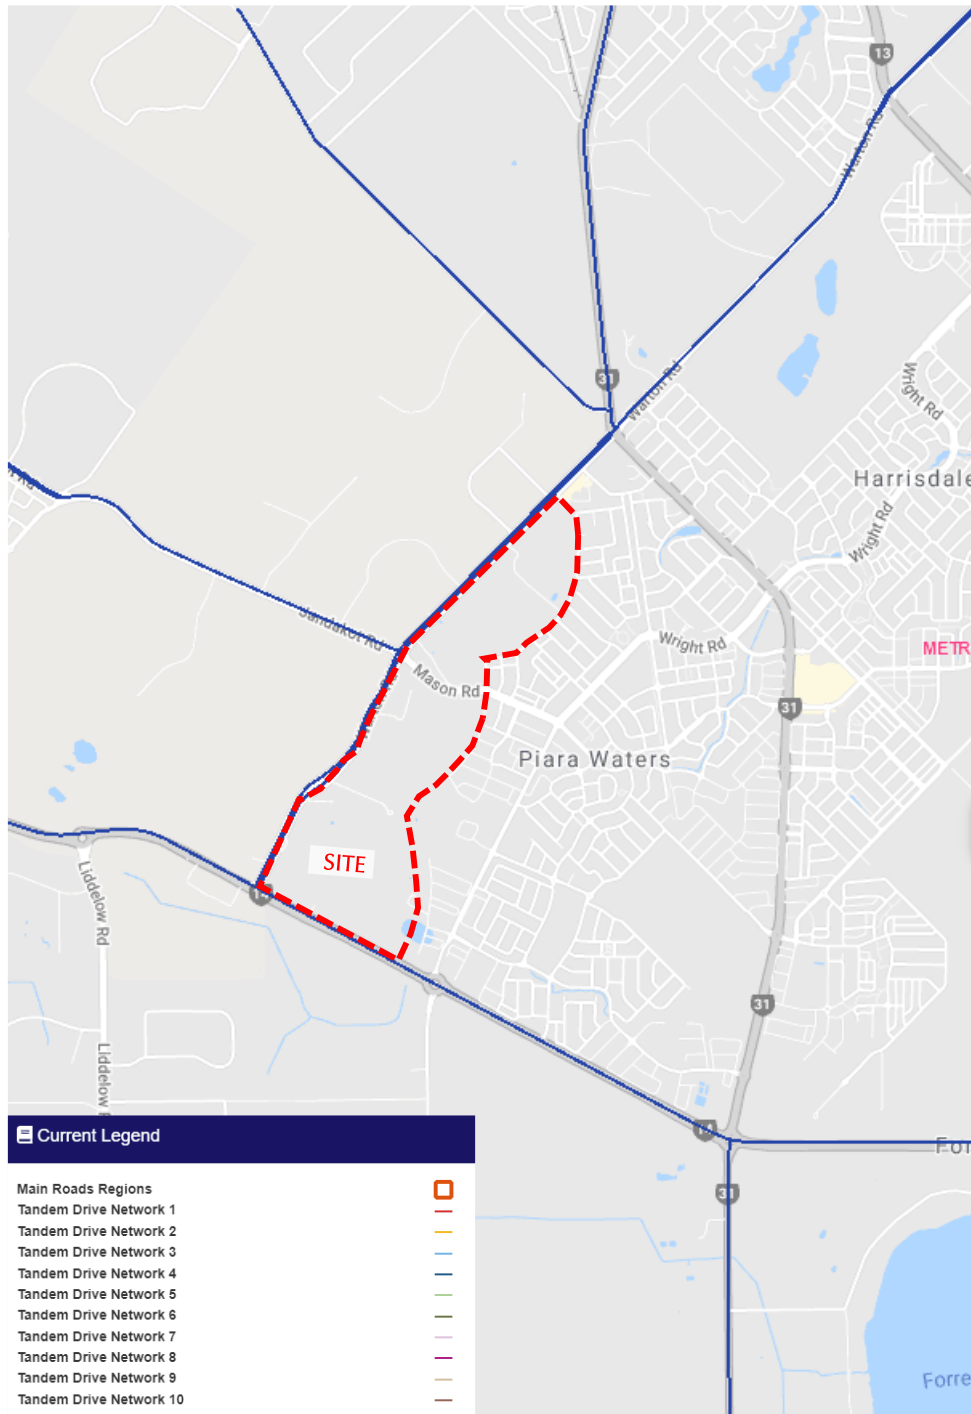 13
Warton Rd
31
Warton Rd
Wright Rd
Harrisdale
Wright Rd
Jandakot Rd
Wright Rd
METR
Mason Rd
31
Piara Waters
SITE
Liddelow Rd
31
Liddelow R
14
For
31
Current Legend
Main Roads Regions
Tandem Drive Network 1
Tandem Drive Network 2
Tandem Drive Network 3
Tandem Drive Network 4
Tandem Drive Network 5
Tandem Drive Network 6
Tandem Drive Network 7
Tandem Drive Network 8
Tandem Drive Network 9
Tandem Drive Network 10
Forre